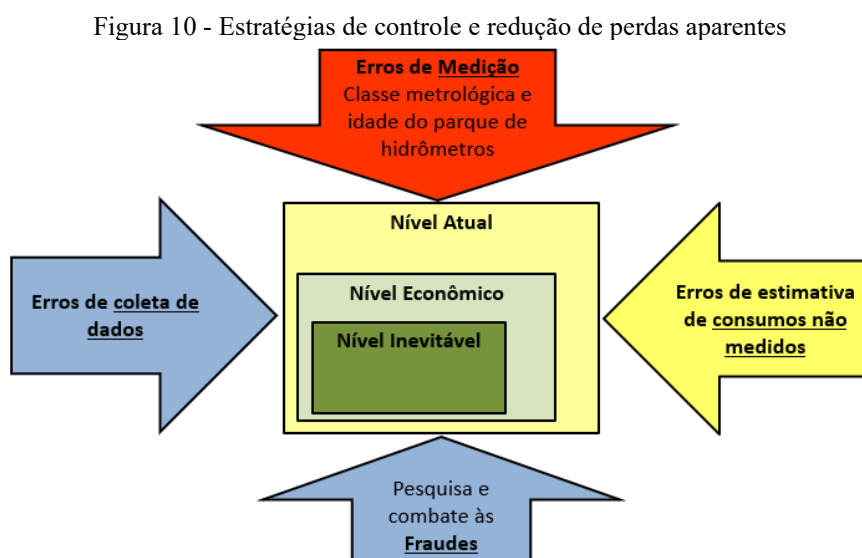 Figura 10 - Estratégias de controle e redução de perdas aparentes
Erros de Medição
Classe metrológica e
idade do parque de
hidrômetros
Nível Atual
Nível Econômico
Nível Inevitável
Erros de coleta de
dados
Erros de estimativa
de consumos não
medidos
Pesquisa e
combate às
Fraudes